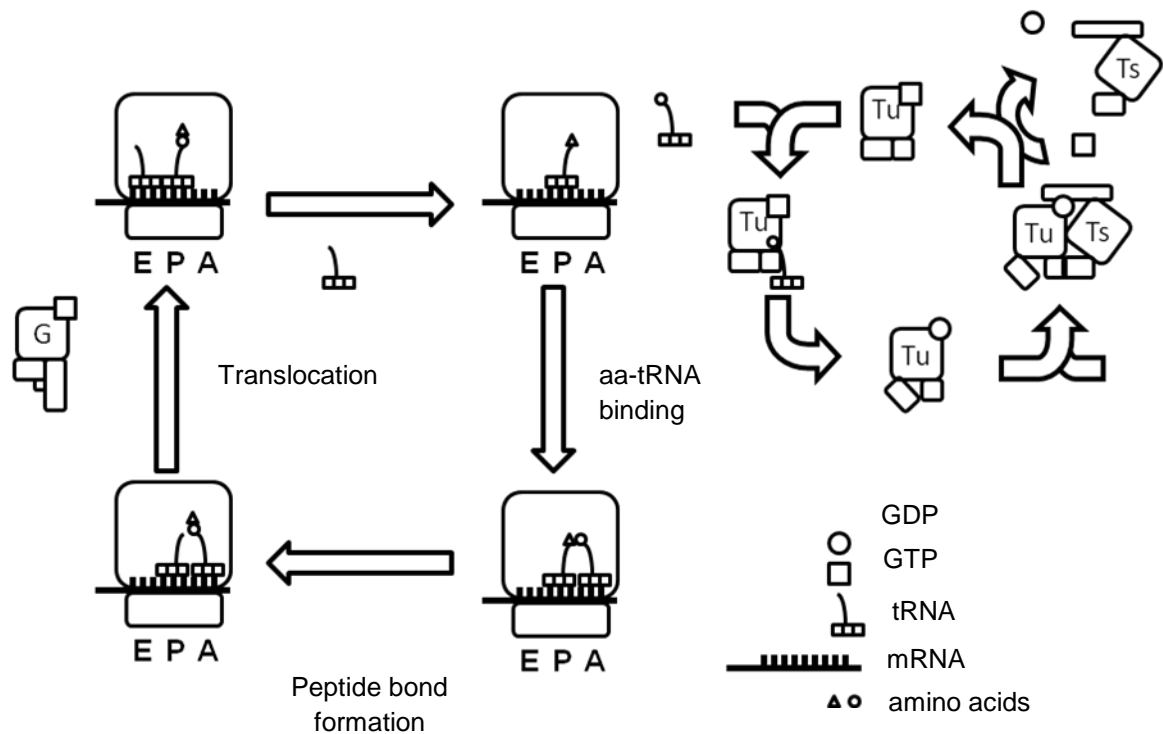 Ts
Tu
E P A
E P A
Tu
Tu
Ts
G
Translocation
aa-tRNA
binding
Tu
E P A
E P A
Peptide bond
formation
GDP
GTP
tRNA
mRNA
amino acids